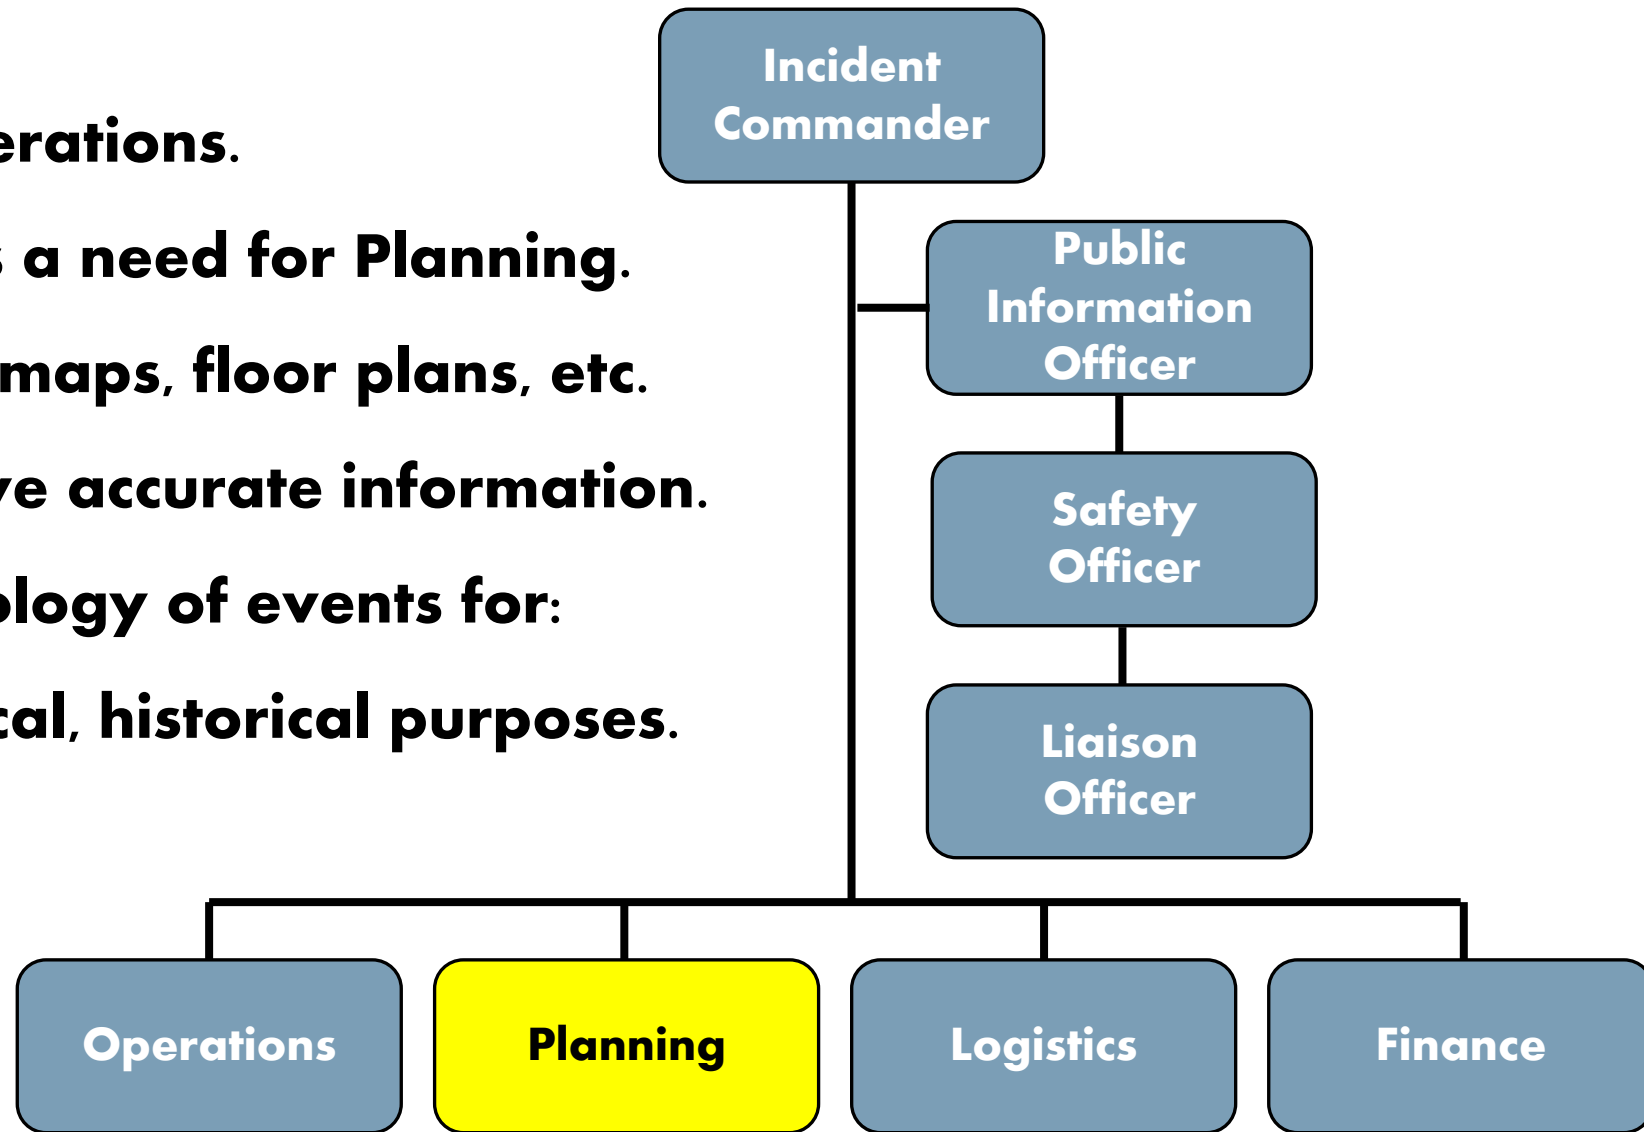 erations.
s a need for Planning.
maps, floor plans, etc.
ve accurate information.
ology of events for:
cal, historical purposes.
Incident
Commander
Public
Information
Officer
Safety
Officer
Liaison
Officer
Operations
Planning
Logistics
Finance